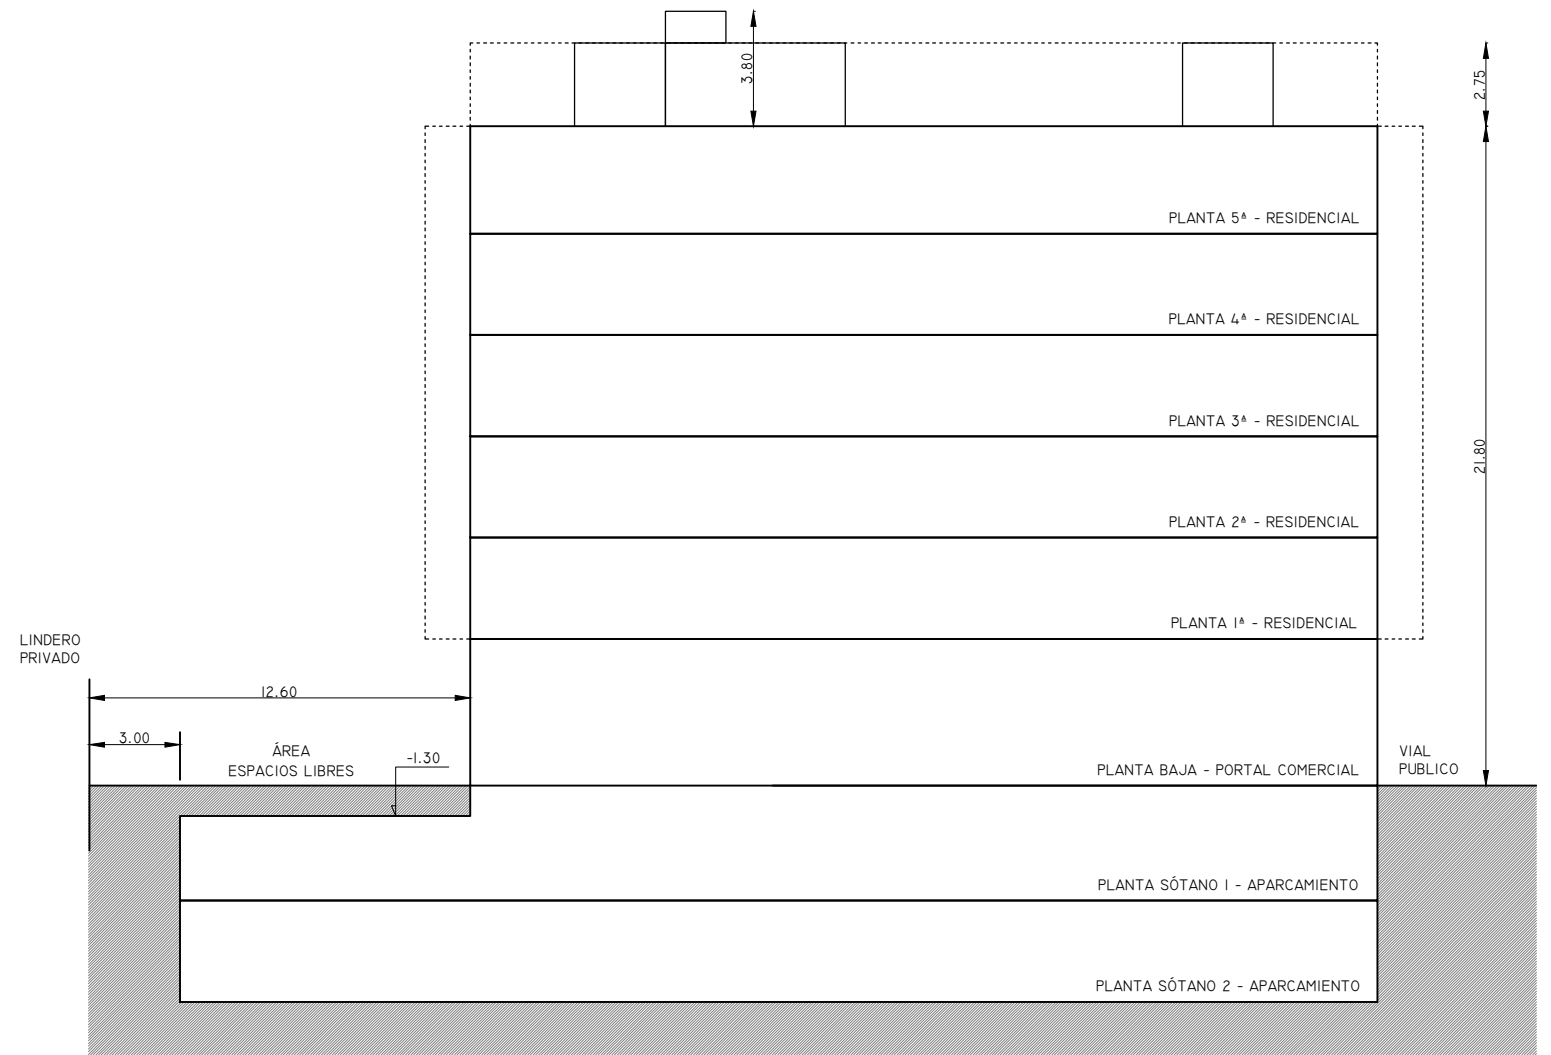 3.80
2.75
PLANTA 5ª - RESIDENCIAL
PLANTA 4ª - RESIDENCIAL
PLANTA 3ª - RESIDENCIAL
21.80
PLANTA 2ª - RESIDENCIAL
PLANTA 1ª - RESIDENCIAL
LINDERO
PRIVADO
12.60
3.00
ÁREA
ESPACIOS LIBRES
-1.30
PLANTA BAJA - PORTAL COMERCIAL
VIAL
PUBLICO
PLANTA SÓTANO 1 - APARCAMIENTO
PLANTA SÓTANO 2 - APARCAMIENTO